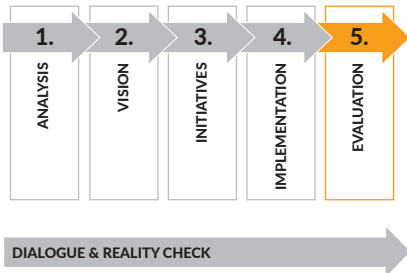 1.
2.
3.
4.
5.
ANALYSIS
VISION
INITIATIVES
IMPLEMENTATION
EVALUATION
DIALOGUE & REALITY CHECK